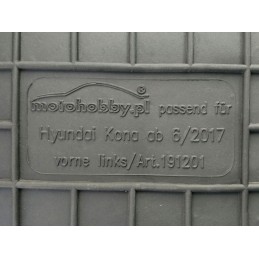 motohobby.pl® passend für
Hyundai Kona ab 6/2017
vorne links/Art.191201